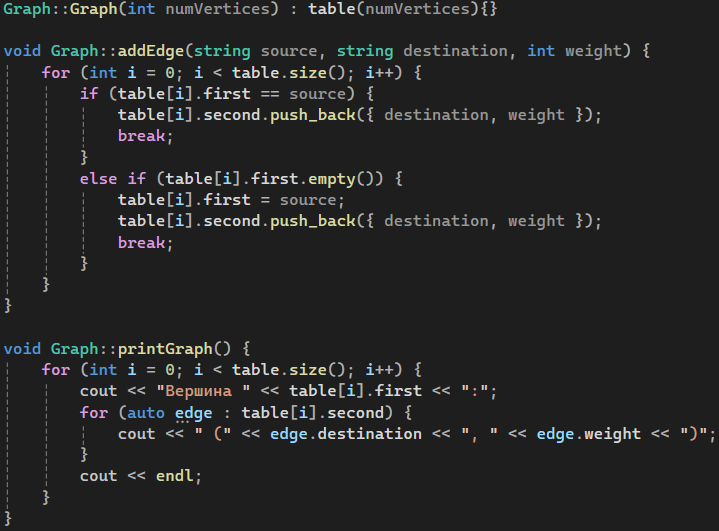 Graph::Graph(int numVertices) : table(numVertices){}
void Graph::addEdge(string source, string destination, int weight) {
    for (int i = 0; i < table.size(); i++) {
        if (table[i].first == source) {
            table[i].second.push_back({ destination, weight });
            break;
        }
        else if (table[i].first.empty()) {
            table[i].first = source;
            table[i].second.push_back({ destination, weight });
            break;
        }
    }
}
void Graph::printGraph() {
    for (int i = 0; i < table.size(); i++) {
        cout << "Вершина " << table[i].first << ":";
        for (auto edge : table[i].second) {
            cout << " (" << edge.destination << ", " << edge.weight << ")";
        }
        cout << endl;
    }
}